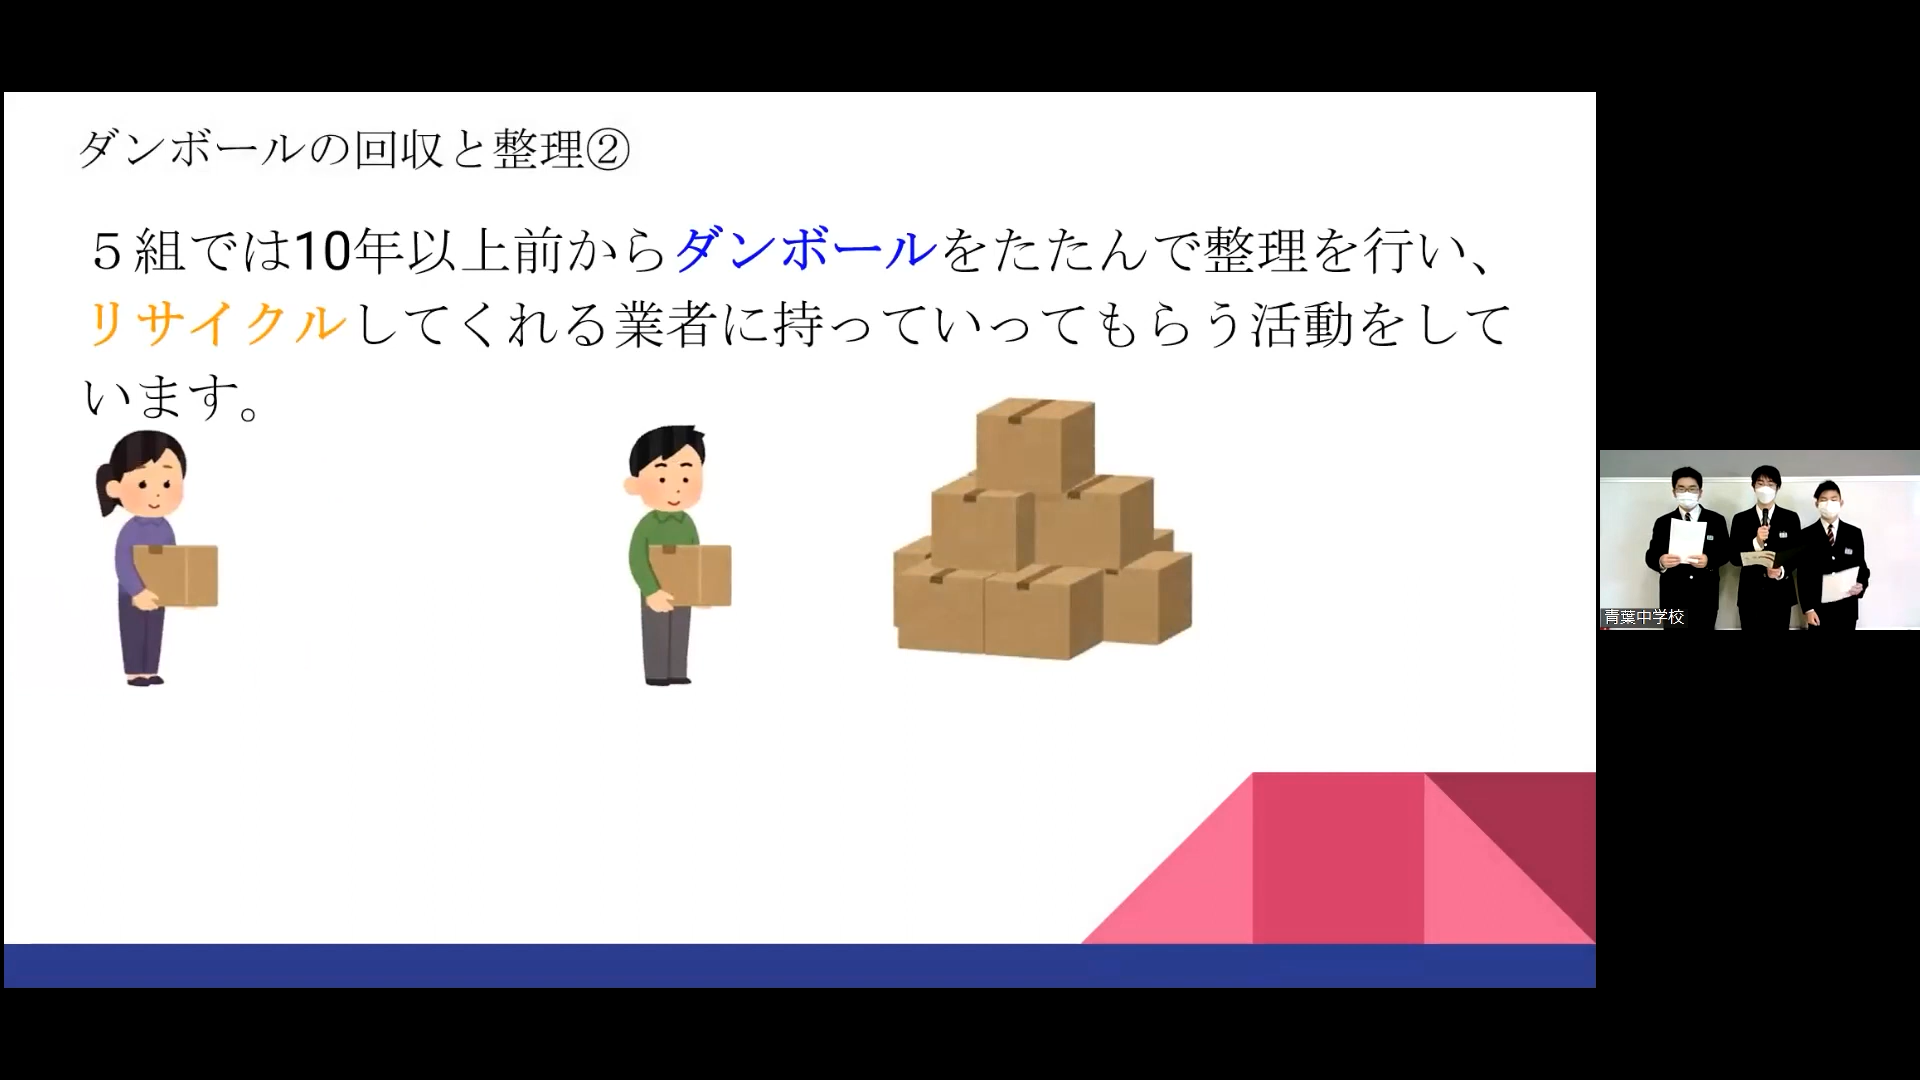 ダンボールの回収と整理②
５組では10年以上前からダンボールをたたんで整理を行い、
リサイクルしてくれる業者に持っていってもらう活動をして
います。
青葉中学校